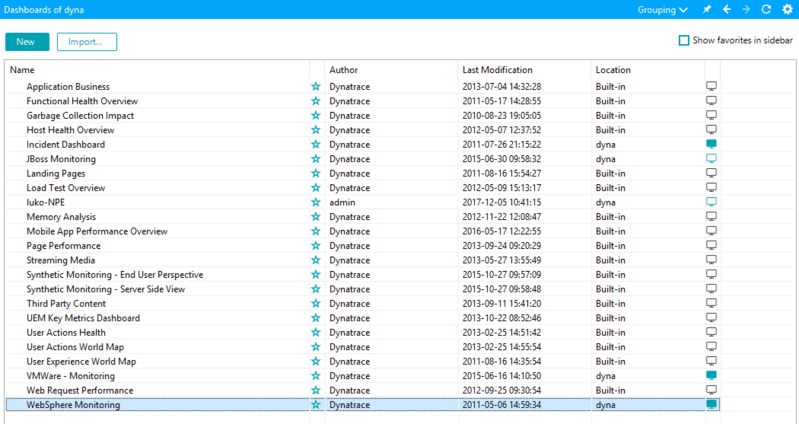 Dashboards of dyna Grouping
New Import... Show favorites in sidebar
Name Author Last Modification Location
Application Business Dynatrace 2013-07-04 14:32:28 Built-in
Functional Health Overview Dynatrace 2011-05-17 14:28:55 Built-in
Garbage Collection Impact Dynatrace 2010-08-23 19:05:05 Built-in
Host Health Overview Dynatrace 2012-05-07 12:37:52 Built-in
Incident Dashboard Dynatrace 2011-07-26 21:15:22 dyna
JBoss Monitoring Dynatrace 2015-06-30 09:58:32 dyna
Landing Pages Dynatrace 2011-08-16 15:54:27 Built-in
Load Test Overview Dynatrace 2012-05-09 15:13:17 Built-in
luko-NPE admin 2017-12-05 10:41:15 dyna
Memory Analysis Dynatrace 2012-11-22 12:08:47 Built-in
Mobile App Performance Overview Dynatrace 2016-05-17 12:22:55 Built-in
Page Performance Dynatrace 2013-09-24 09:20:29 Built-in
Streaming Media Dynatrace 2013-05-27 13:55:49 Built-in
Synthetic Monitoring - End User Perspective Dynatrace 2015-10-27 09:57:09 Built-in
Synthetic Monitoring - Server Side View Dynatrace 2015-10-27 09:58:48 Built-in
Third Party Content Dynatrace 2013-09-11 15:41:20 Built-in
UEM Key Metrics Dashboard Dynatrace 2013-10-22 08:52:46 Built-in
User Actions Health Dynatrace 2013-02-25 14:51:42 Built-in
User Actions World Map Dynatrace 2013-02-25 14:55:54 Built-in
User Experience World Map Dynatrace 2011-08-16 14:35:54 Built-in
VMWare - Monitoring Dynatrace 2015-06-16 14:10:50 dyna
Web Request Performance Dynatrace 2012-09-25 09:30:54 Built-in
WebSphere Monitoring Dynatrace 2011-05-06 14:59:34 dyna